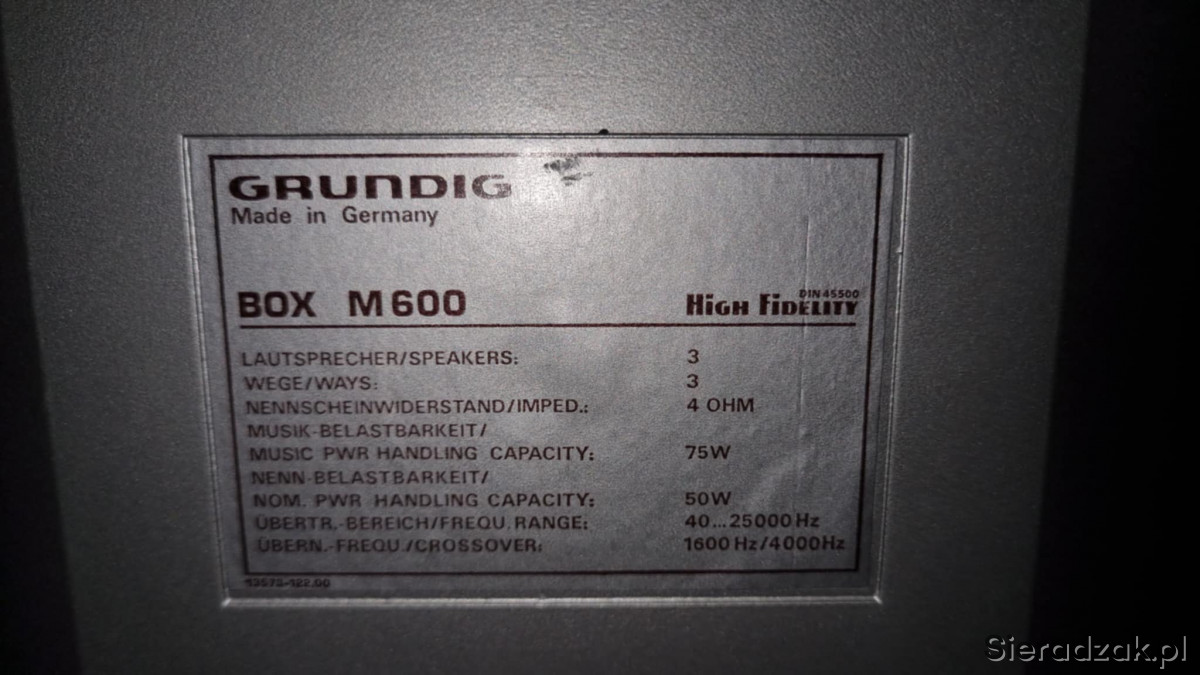 GRUNDIG
Made in Germany
DIN 45500
BOX M600 HIGH FIDELITY
LAUTSPRECHER/SPEAKERS: 3
WEGE/WAYS: 3
NENNSCHEINWIDERSTAND/IMPED.: 4 OHM
MUSIK-BELASTBARKEIT/
MUSIC PWR HANDLING CAPACITY: 75W
NENN-BELASTBARKEIT/
NOM. PWR HANDLING CAPACITY: 50W
ÜBERTR.-BEREICH/FREQU. RANGE: 40...25000 Hz
ÜBERN.-FREQU./CROSSOVER: 1600 Hz/4000Hz
Sieradzak.pl